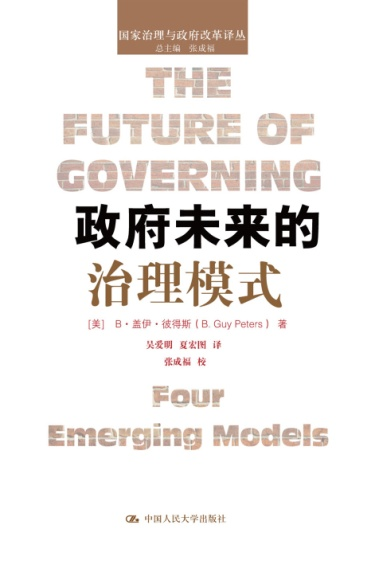 国家治理与政府改革译丛
总主编 张成福
THE
FUTURE OF
GOVERNING
政府未来的
治理模式
[美] B·盖伊·彼得斯（B. Guy Peters）著
吴爱明 夏宏图 译
张成福 校
Four
Emerging Models
中国人民大学出版社